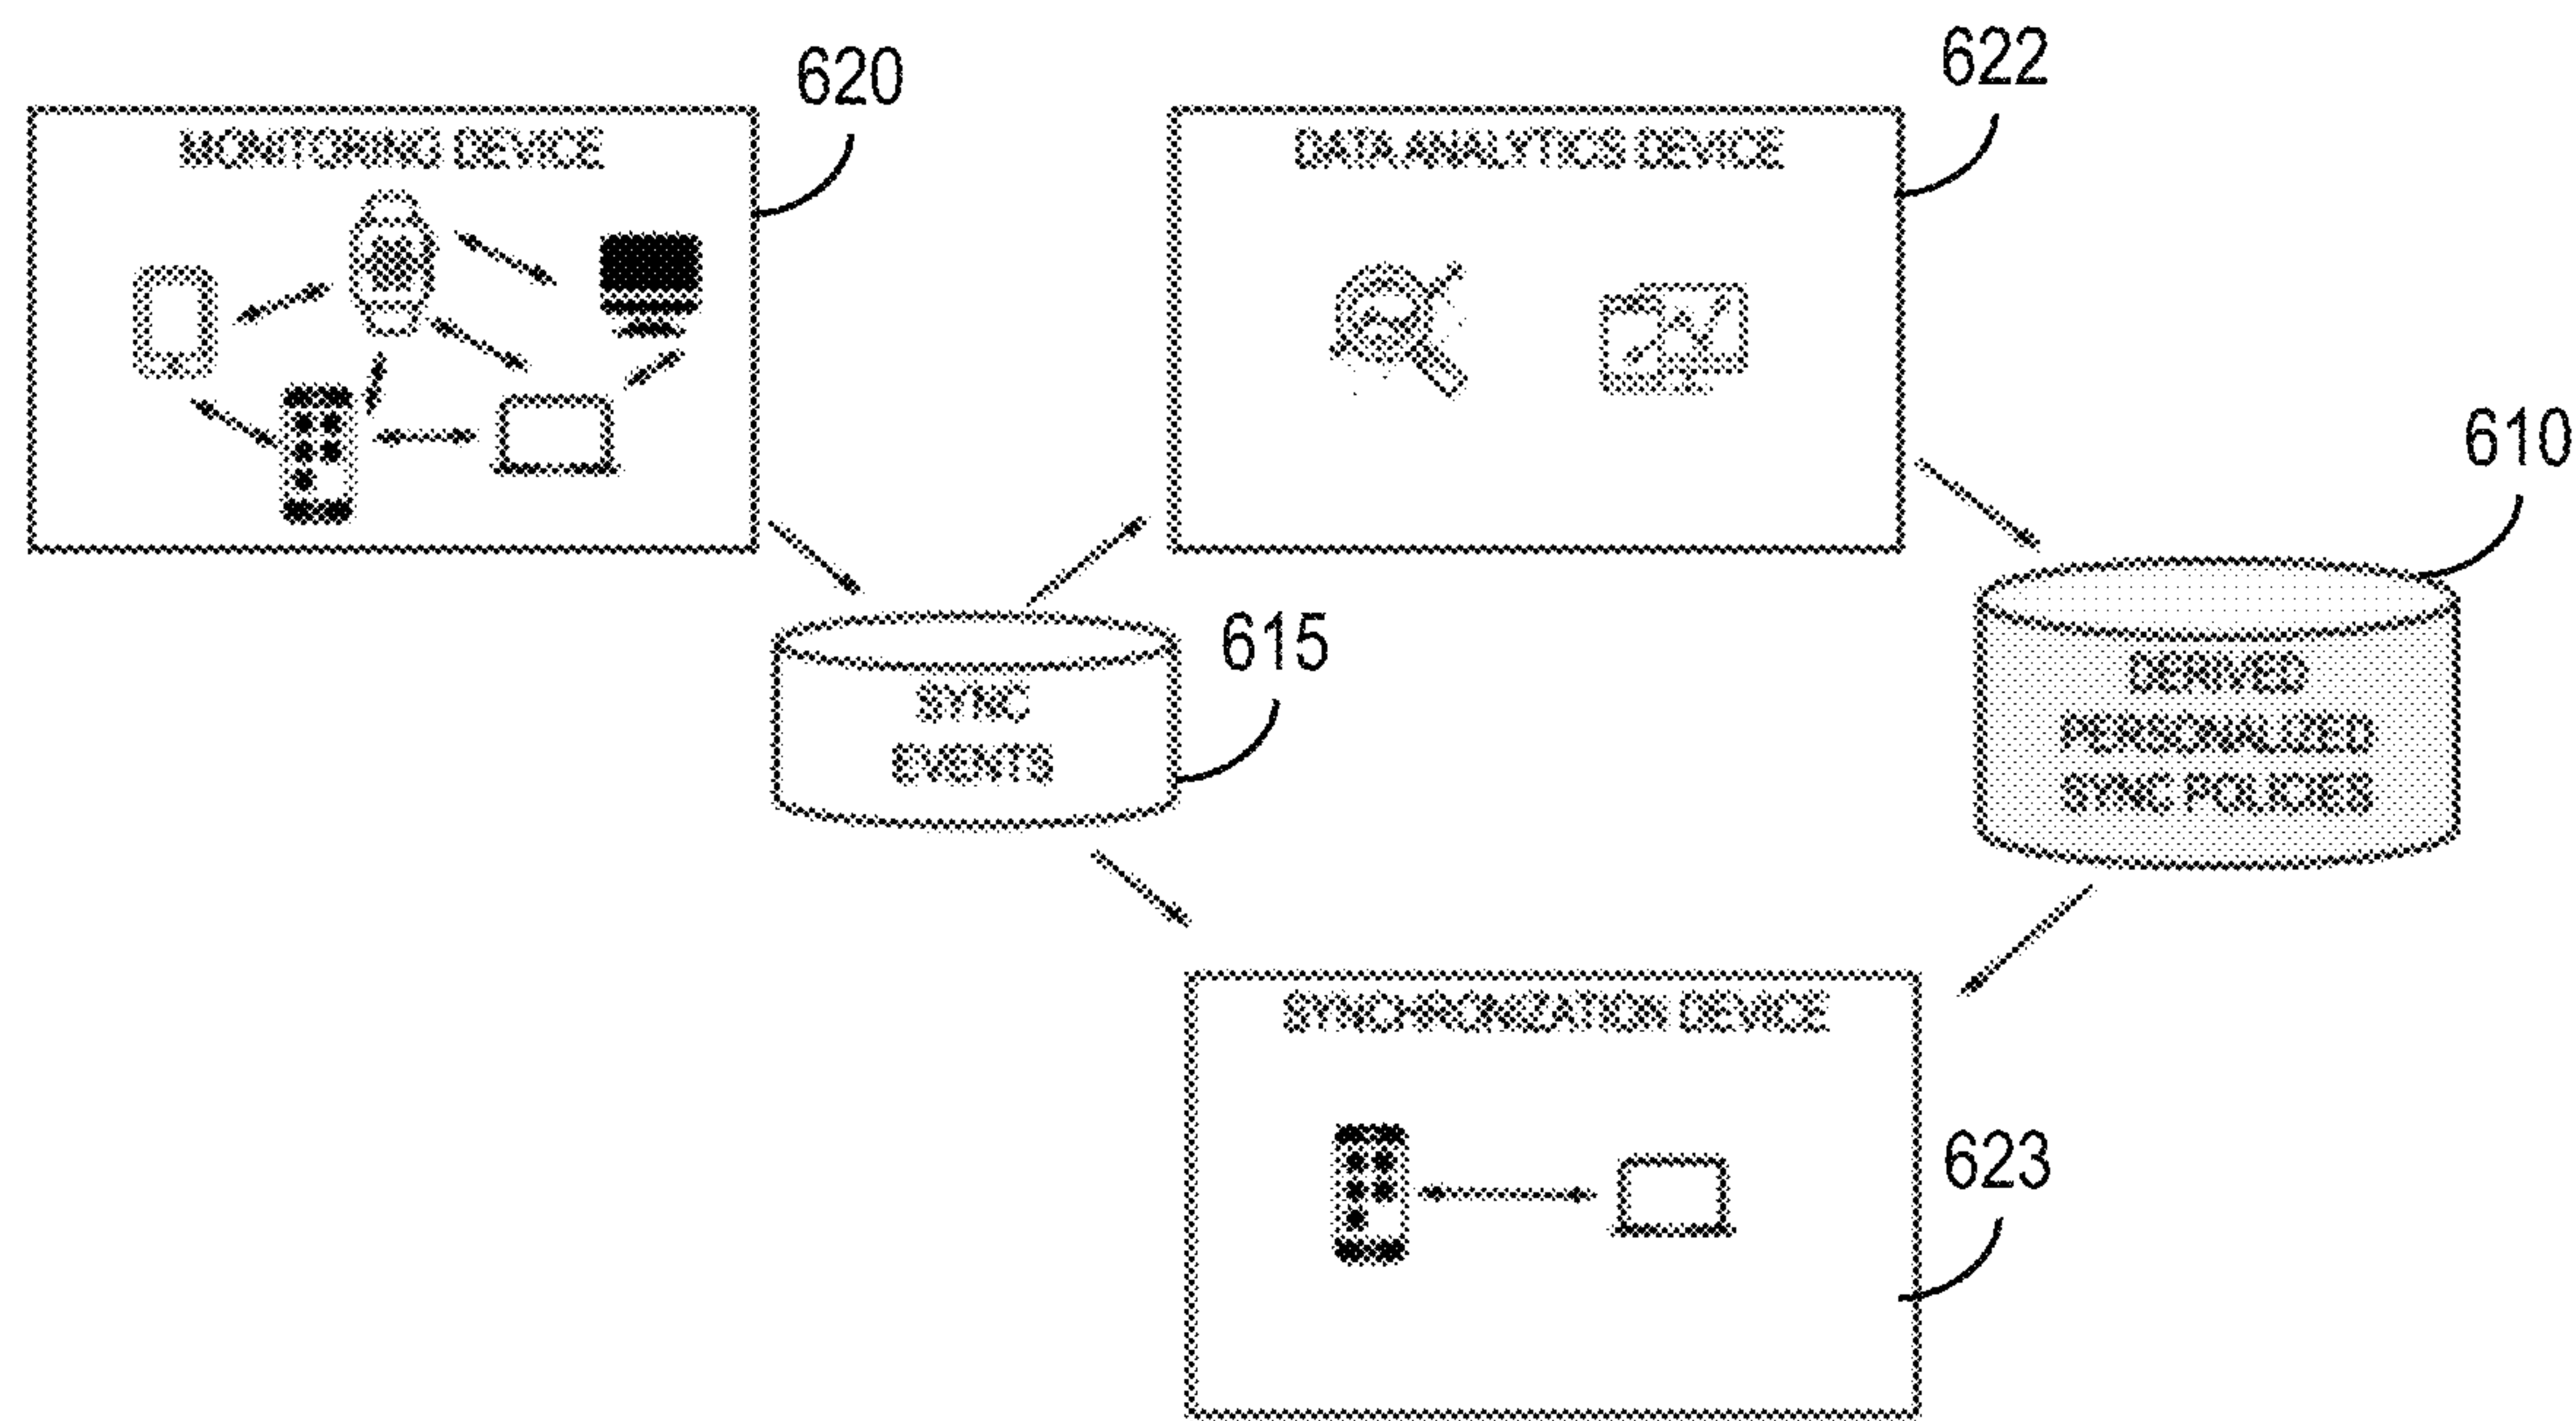 620
622
MONITORING DEVICE
DATA ANALYTICS DEVICE
610
615
SYNC
EVENTS
DERIVED
PERSONALIZED
SYNC POLICIES
SYNCHRONIZATION DEVICE
623